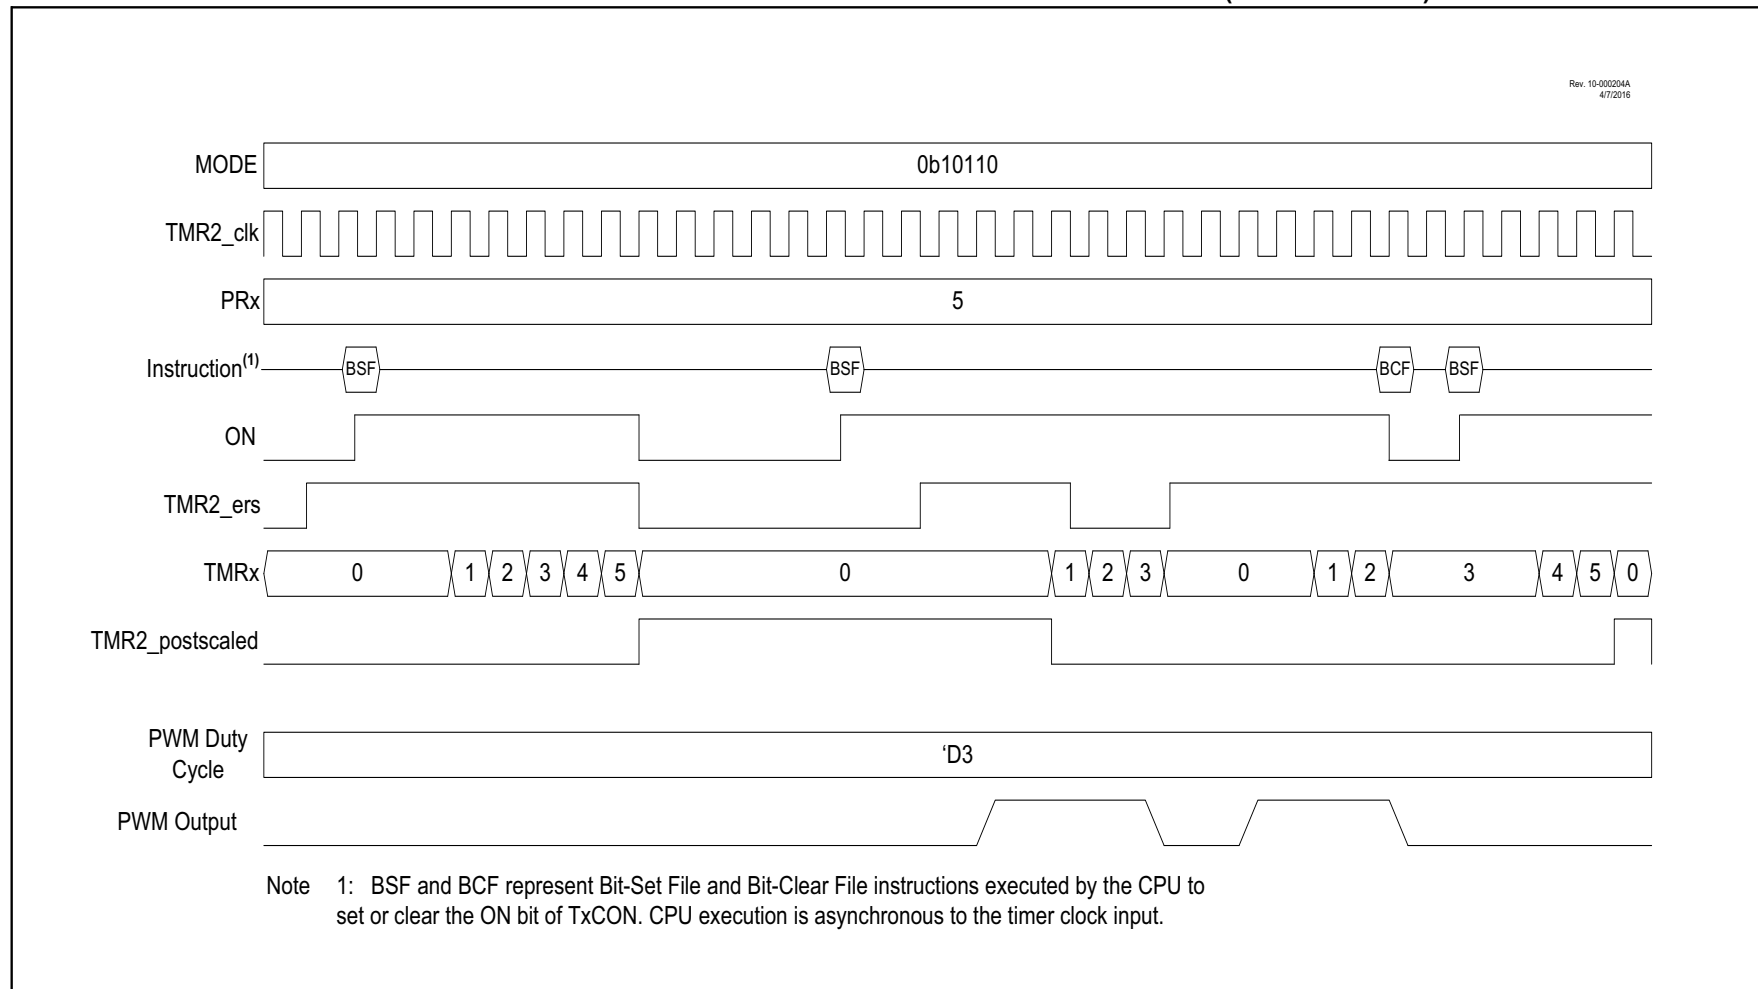 Rev. 10-000204A
4/7/2016
MODE 0b10110
TMR2_clk
PRx 5
Instruction(1) BSF BSF BCF BSF
ON
TMR2_ers
TMRx 0 1 2 3 4 5 0 1 2 3 0 1 2 3 4 5 0
TMR2_postscaled
PWM Duty
Cycle
‘D3
PWM Output
Note 1: BSF and BCF represent Bit-Set File and Bit-Clear File instructions executed by the CPU to
set or clear the ON bit of TxCON. CPU execution is asynchronous to the timer clock input.